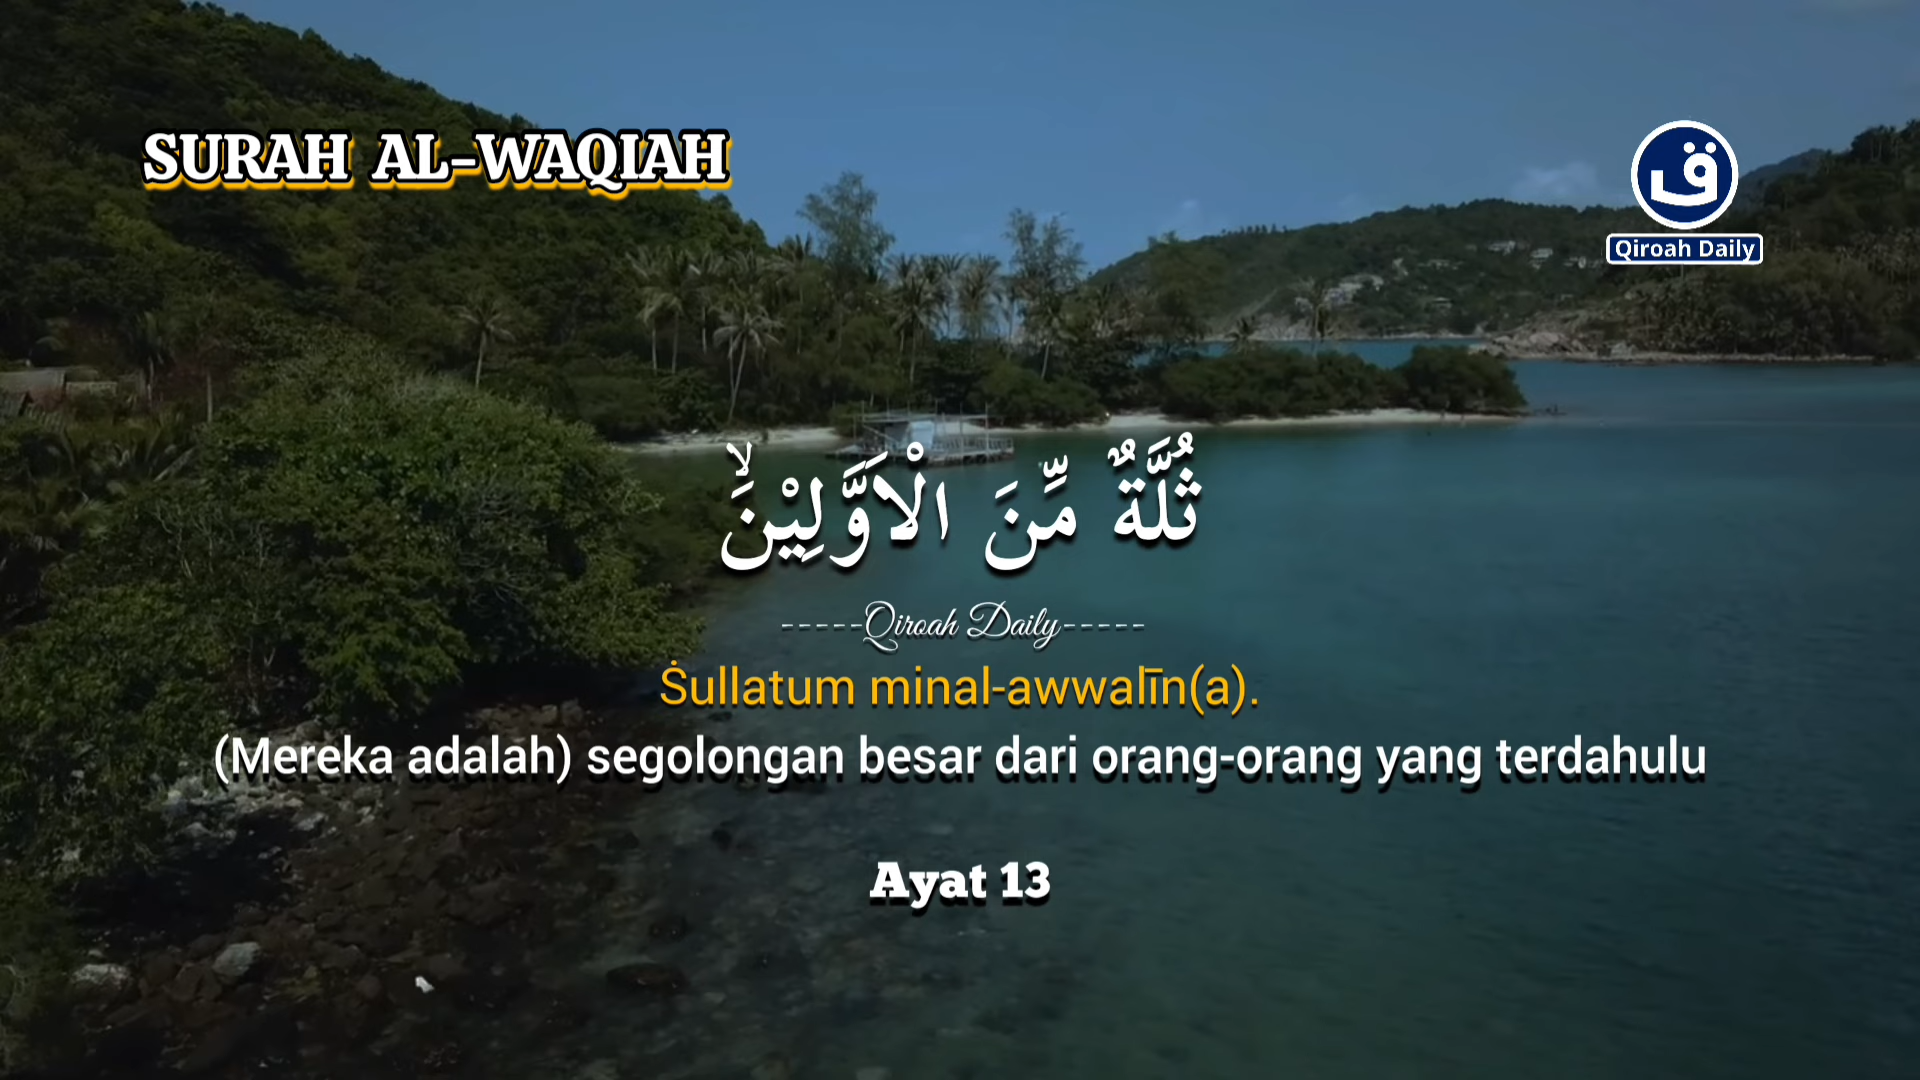 SURAH AL-WAQIAH
ق
Qiroah Daily
ثُلَّةٌ مِّنَ الْاَوَّلِيْنَۙ
-----Qiroah Daily-----
Ṡullatum minal-awwalīn(a).
(Mereka adalah) segolongan besar dari orang-orang yang terdahulu
Ayat 13